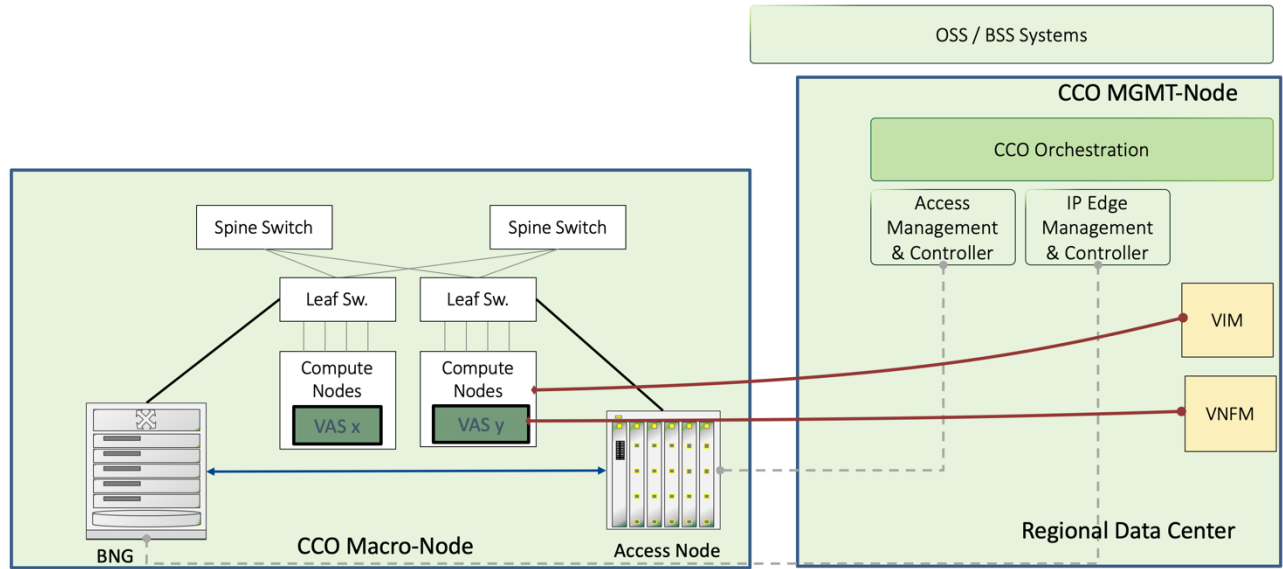 OSS / BSS Systems
CCO MGMT-Node
CCO Orchestration
Access
Management
& Controller
IP Edge
Management
& Controller
Spine Switch
Spine Switch
Leaf Sw.
Leaf Sw.
VIM
Compute
Nodes
VAS x
Compute
Nodes
VAS y
VNFM
BNG
CCO Macro-Node
Access Node
Regional Data Center